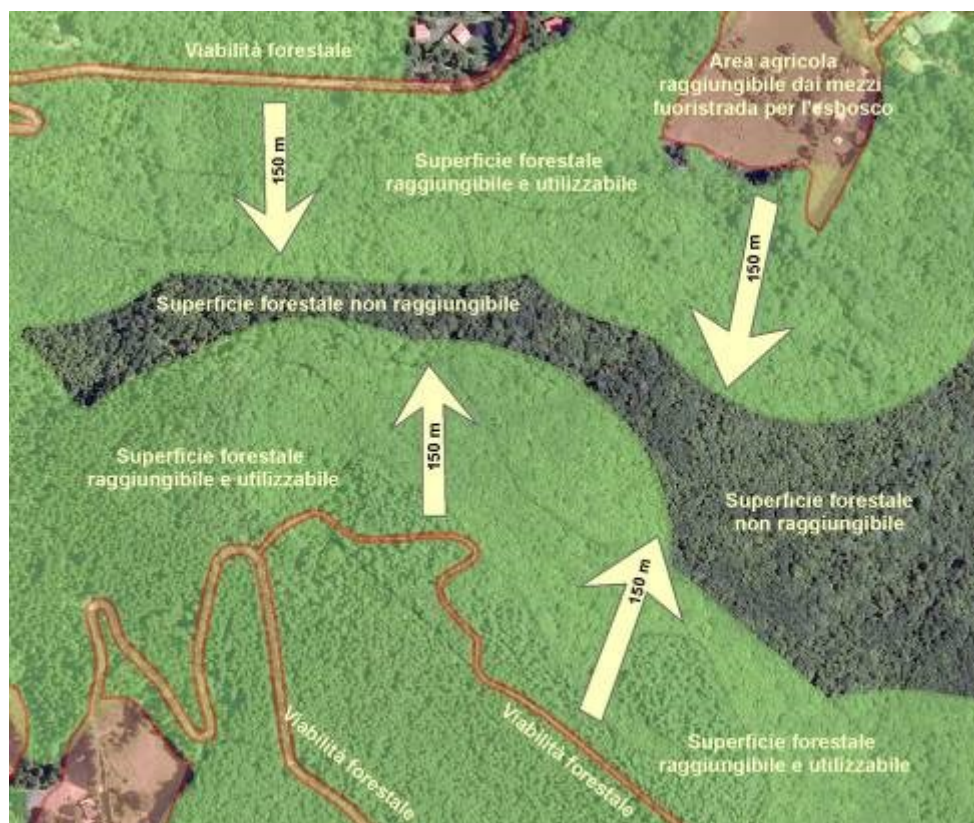 Viabilità forestale
Area agricola
raggiungibile dai mezzi
fuoristrada per l'esbosco
150 m
Superficie forestale
raggiungibile e utilizzabile
150 m
Superficie forestale non raggiungibile
150 m
Superficie forestale
raggiungibile e utilizzabile
Superficie forestale
non raggiungibile
150 m
Viabilità forestale
Viabilità forestale
Superficie forestale
raggiungibile e utilizzabile